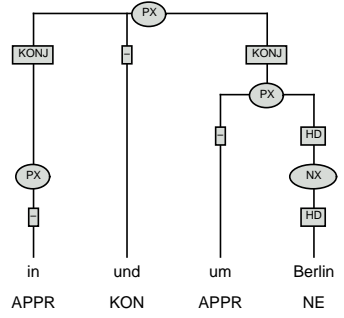 PX
KONJ – KONJ
PX
– HD
PX NX
– HD
in und um Berlin
APPR KON APPR NE